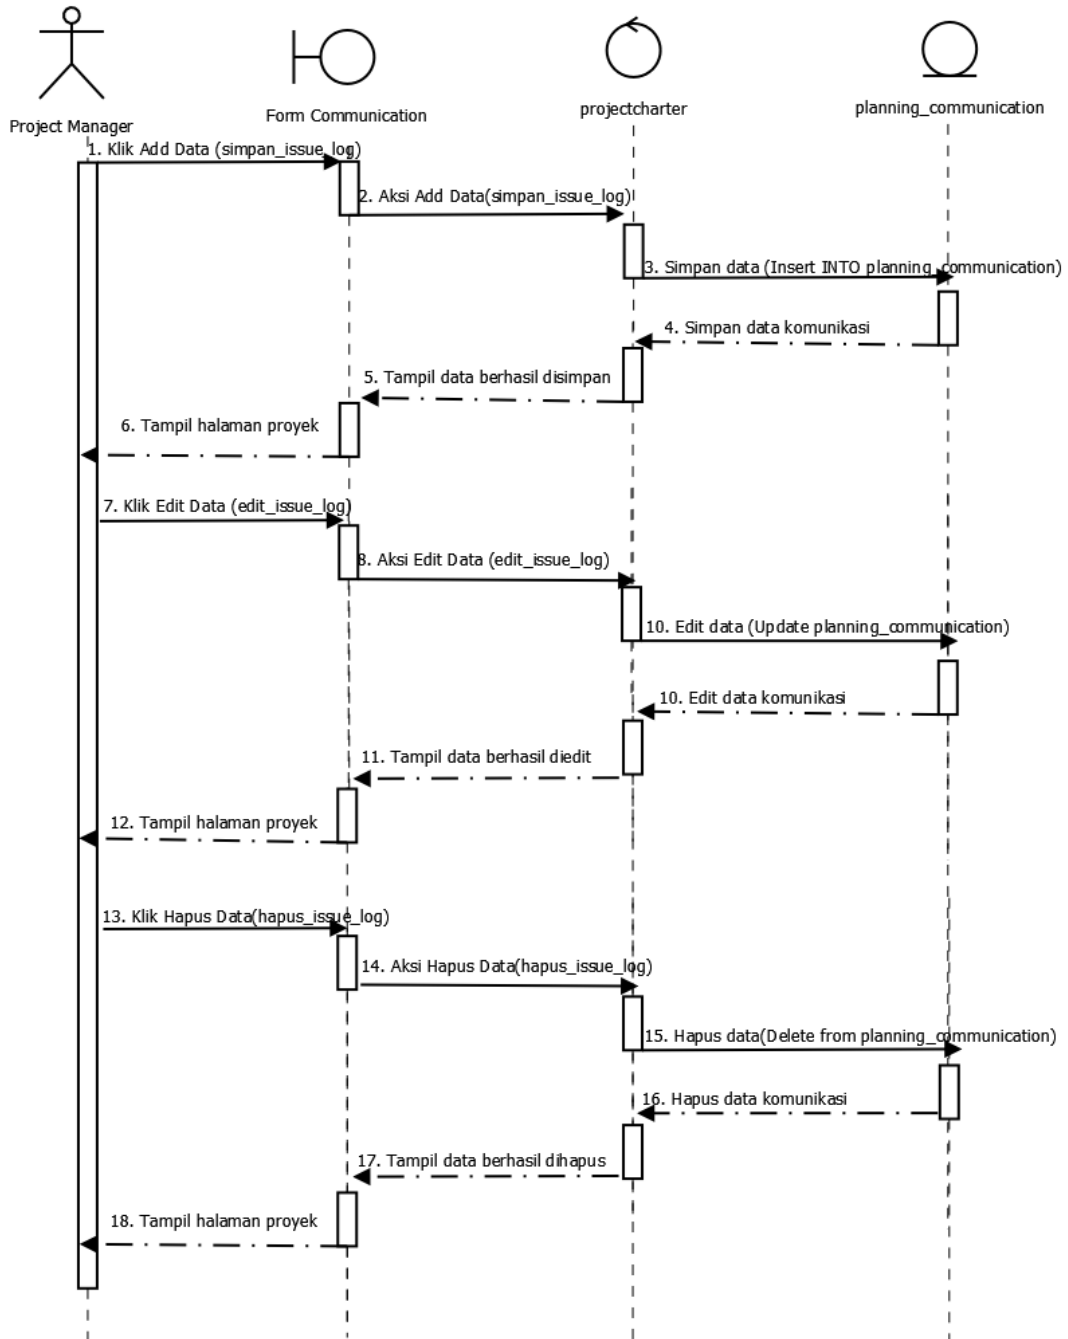 Project Manager
Form Communication
projectcharter
planning_communication
1. Klik Add Data (simpan_issue_log)
2. Aksi Add Data(simpan_issue_log)
3. Simpan data (Insert INTO planning_communication)
4. Simpan data komunikasi
5. Tampil data berhasil disimpan
6. Tampil halaman proyek
7. Klik Edit Data (edit_issue_log)
8. Aksi Edit Data (edit_issue_log)
10. Edit data (Update planning_communication)
10. Edit data komunikasi
11. Tampil data berhasil diedit
12. Tampil halaman proyek
13. Klik Hapus Data(hapus_issue_log)
14. Aksi Hapus Data(hapus_issue_log)
15. Hapus data(Delete from planning_communication)
16. Hapus data komunikasi
17. Tampil data berhasil dihapus
18. Tampil halaman proyek